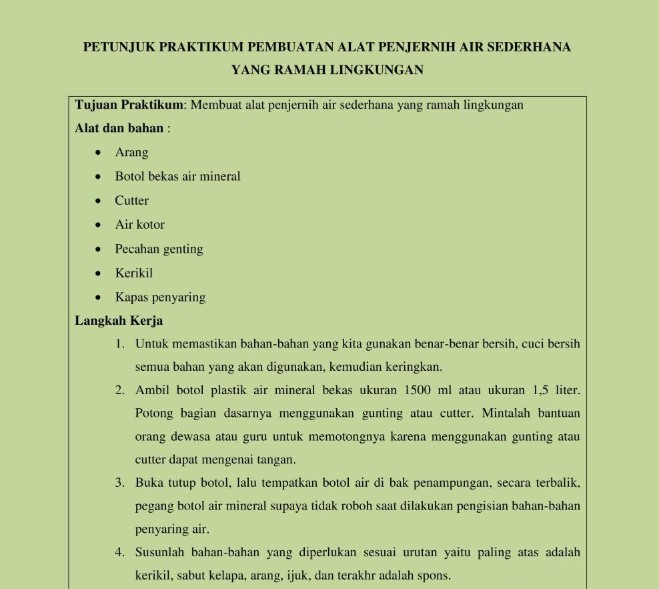 PETUNJUK PRAKTIKUM PEMBUATAN ALAT PENJERNIH AIR SEDERHANA
YANG RAMAH LINGKUNGAN
Tujuan Praktikum: Membuat alat penjernih air sederhana yang ramah lingkungan
Alat dan bahan :
• Arang
• Botol bekas air mineral
• Cutter
• Air kotor
• Pecahan genting
• Kerikil
• Kapas penyaring
Langkah Kerja
1. Untuk memastikan bahan-bahan yang kita gunakan benar-benar bersih, cuci bersih
semua bahan yang akan digunakan, kemudian keringkan.
2. Ambil botol plastik air mineral bekas ukuran 1500 ml atau ukuran 1,5 liter.
Potong bagian dasarnya menggunakan gunting atau cutter. Mintalah bantuan
orang dewasa atau guru untuk memotongnya karena menggunakan gunting atau
cutter dapat mengenai tangan.
3. Buka tutup botol, lalu tempatkan botol air di bak penampungan, secara terbalik,
pegang botol air mineral supaya tidak roboh saat dilakukan pengisian bahan-bahan
penyaring air.
4. Susunlah bahan-bahan yang diperlukan sesuai urutan yaitu paling atas adalah
kerikil, sabut kelapa, arang, ijuk, dan terakhr adalah spons.